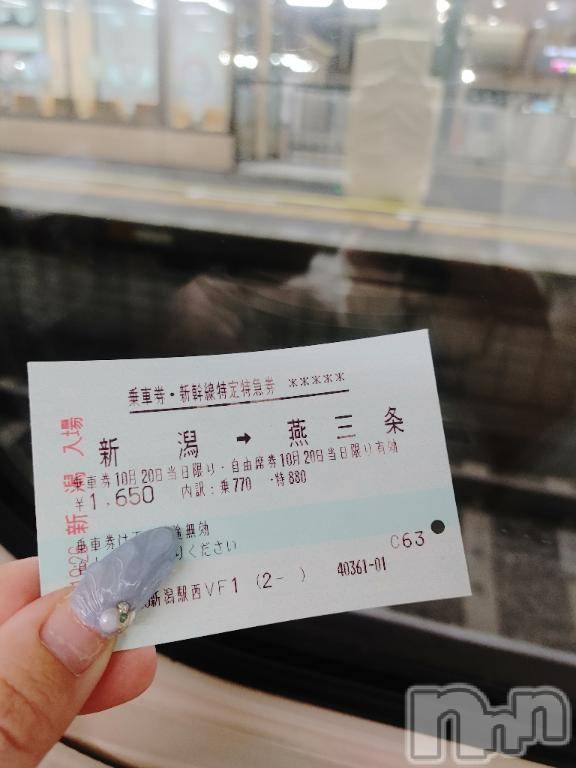 乗車券・新幹線特定特急券 *****
新潟 → 燕三条
乗車券10月20日当日限り・自由席券10月20日当日限り有効
¥1,650 内訳:乗770 ・特880
乗車券は 無効
ください
新潟駅西VF1 (2- ) 40361-01
C63
新潟 入場
nnn